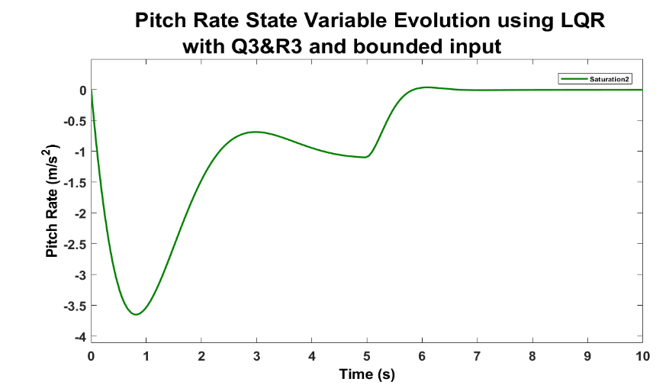 Pitch Rate State Variable Evolution using LQR
with Q3&R3 and bounded input
Saturation2
0
-0.5
-1
-1.5
-2
-2.5
-3
-3.5
-4
Pitch Rate (m/s²)
0 1 2 3 4 5 6 7 8 9 10
Time (s)